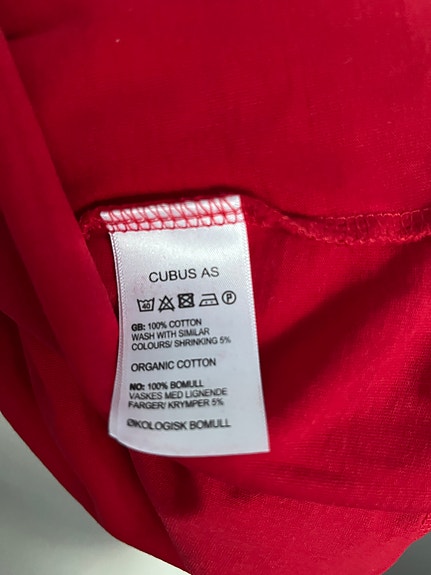 CUBUS AS
40 P
GB: 100% COTTON
WASH WITH SIMILAR
COLOURS/ SHRINKING 5%
ORGANIC COTTON
NO: 100% BOMULL
VASKES MED LIGNENDE
FARGER/ KRYMPER 5%
ØKOLOGISK BOMULL